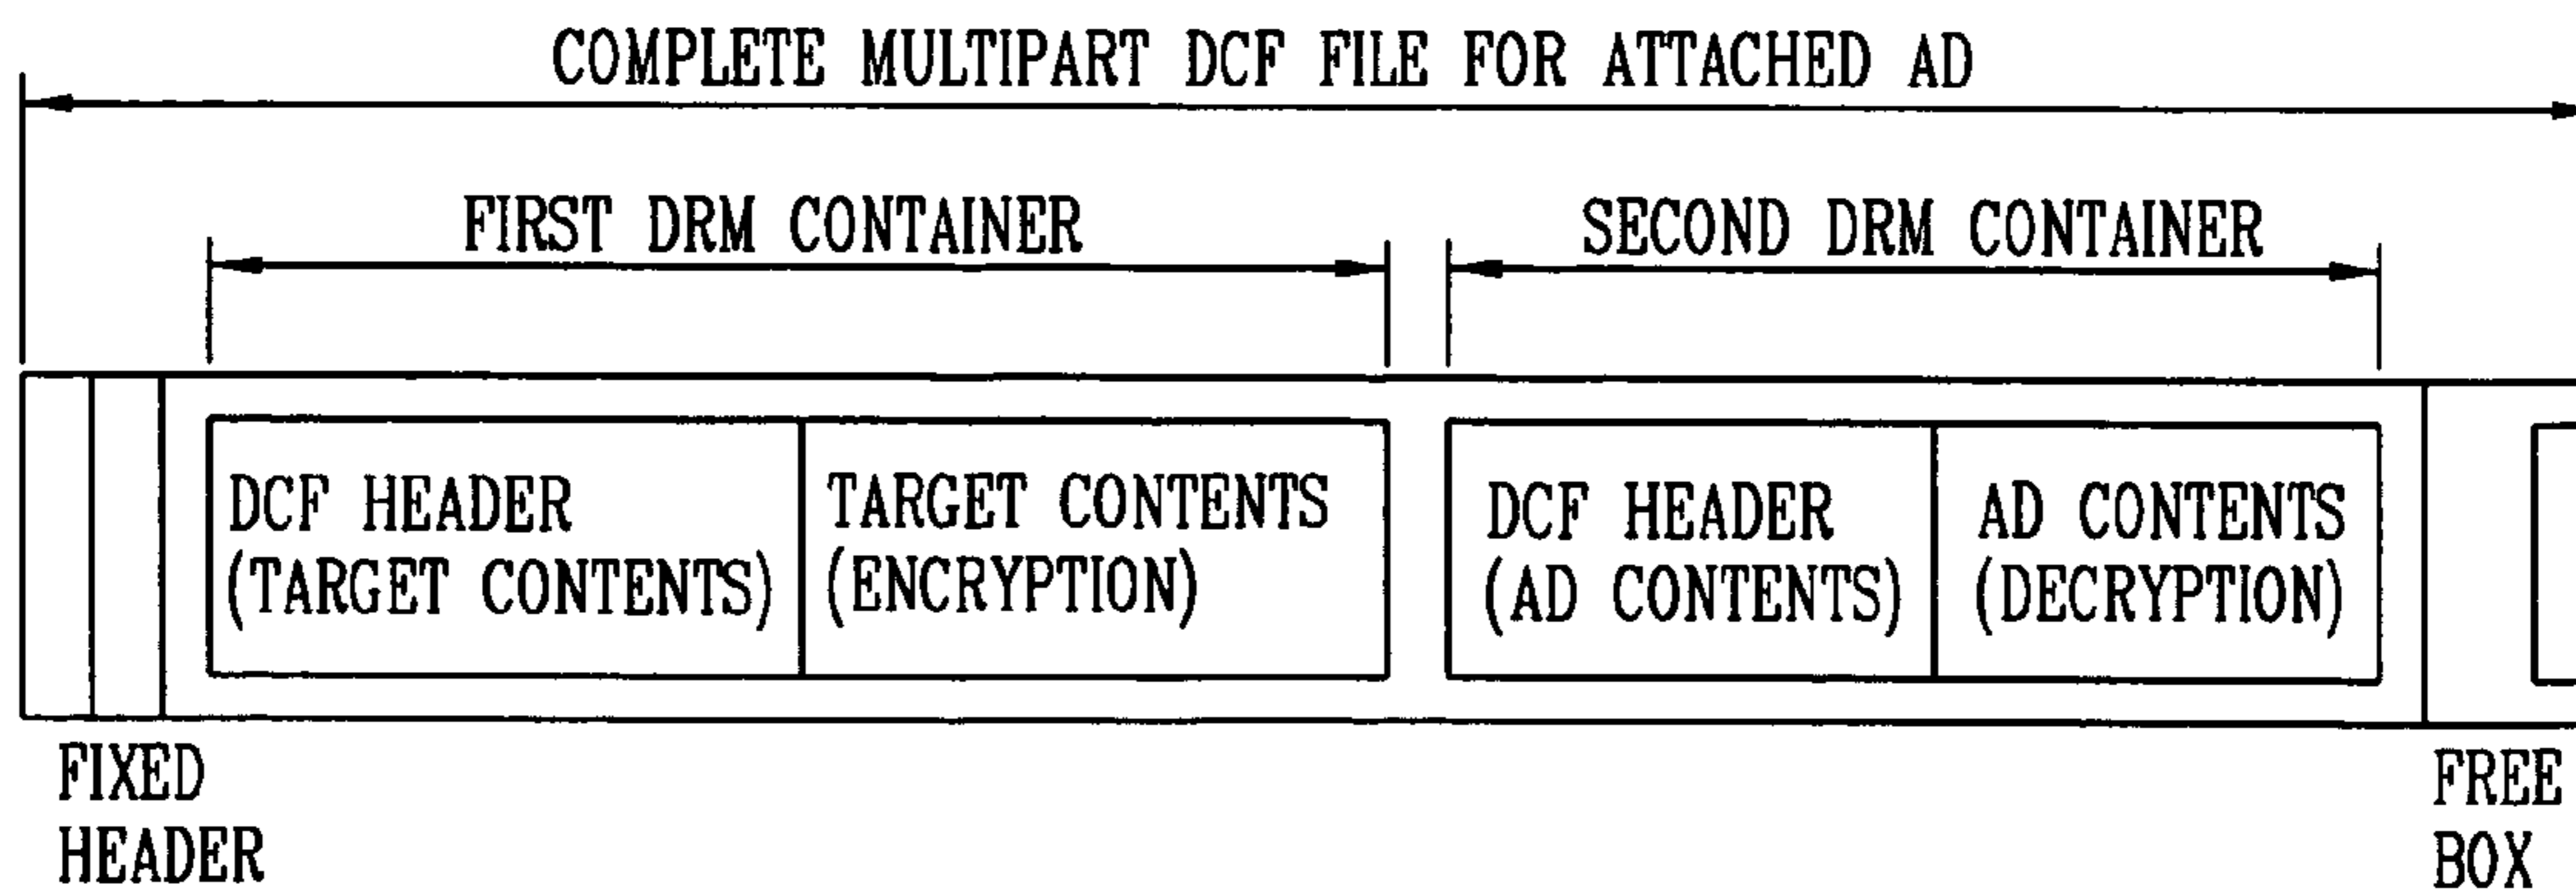 COMPLETE MULTIPART DCF FILE FOR ATTACHED AD
FIRST DRM CONTAINER
SECOND DRM CONTAINER
DCF HEADER
(TARGET CONTENTS)
TARGET CONTENTS
(ENCRYPTION)
DCF HEADER
(AD CONTENTS)
AD CONTENTS
(DECRYPTION)
FIXED
HEADER
FREE
BOX